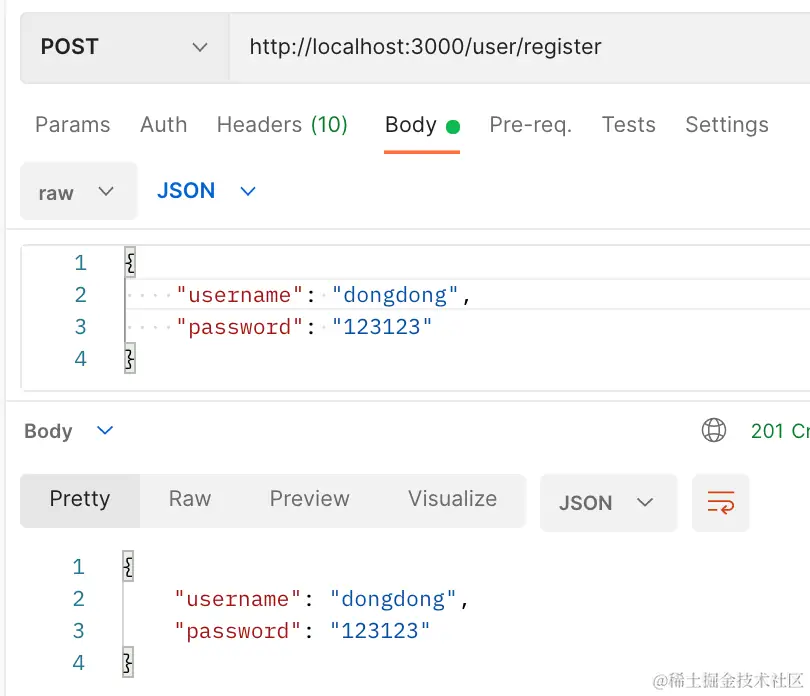 POST http://localhost:3000/user/register
Params Auth Headers (10) Body Pre-req. Tests Settings
raw JSON
1 {
2 "username": "dongdong",
3 "password": "123123"
4 }
Body 201 Cr
Pretty Raw Preview Visualize JSON
1 {
2 "username": "dongdong",
3 "password": "123123"
4 }
@稀土掘金技术社区